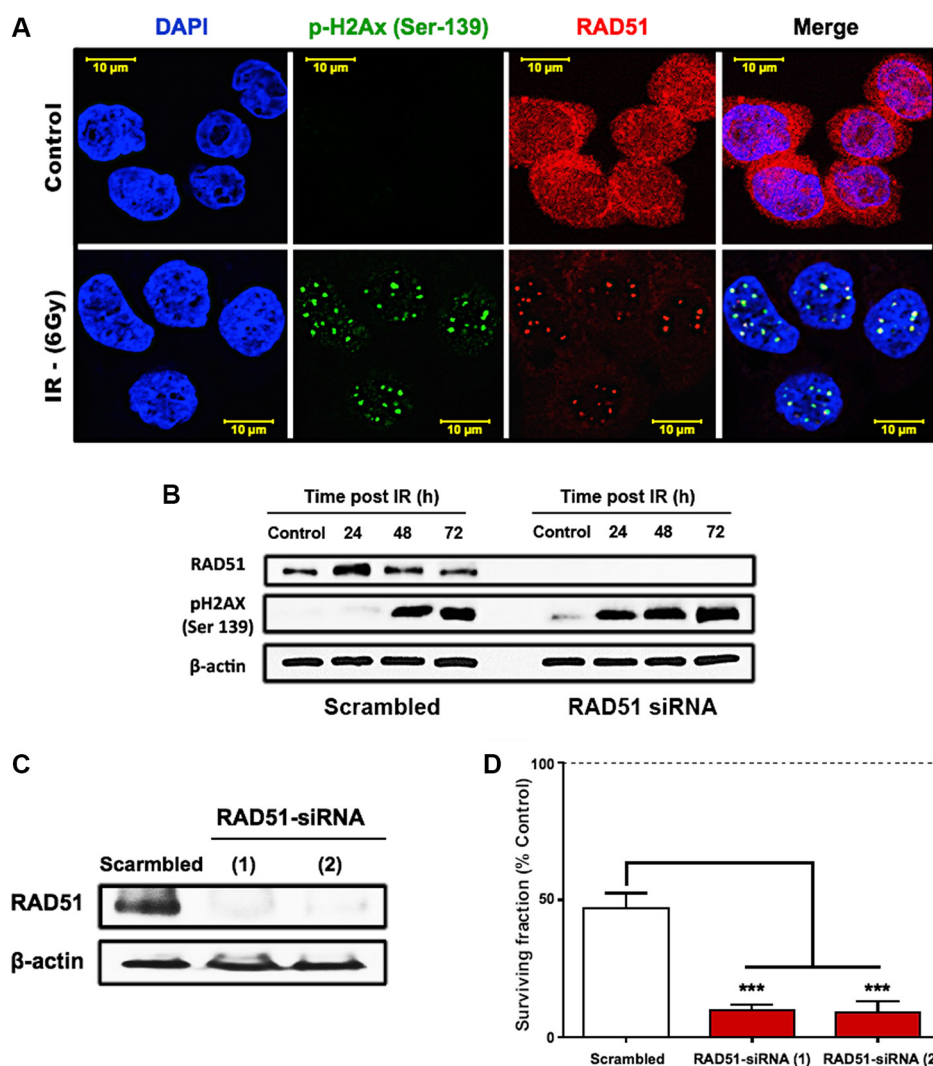 A
DAPI p-H2Ax (Ser-139) RAD51 Merge
Control
10 µm 10 µm 10 µm 10 µm
IR - (6Gy)
10 µm 10 µm 10 µm 10 µm
B
Time post IR (h) Time post IR (h)
Control 24 48 72 Control 24 48 72
RAD51
pH2AX
(Ser 139)
β-actin
Scrambled RAD51 siRNA
C
RAD51-siRNA
Scarmbled (1) (2)
RAD51
β-actin
D
Surviving fraction (% Control)
100
50
0
*** ***
Scrambled RAD51-siRNA (1) RAD51-siRNA (2